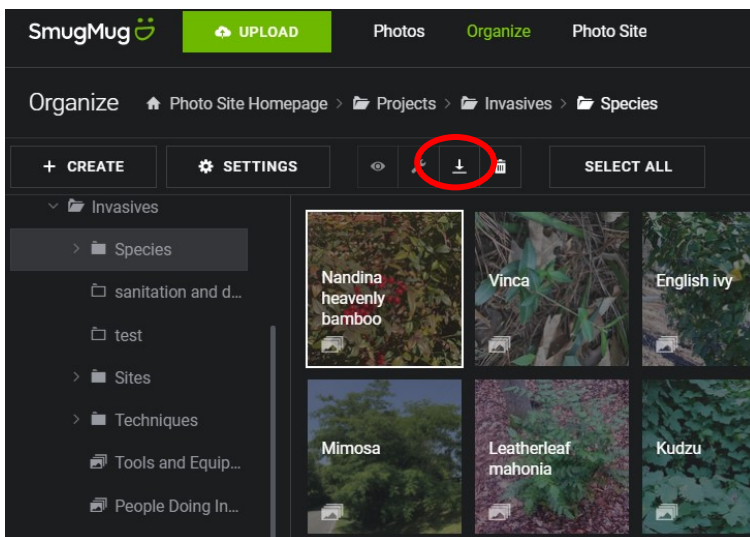 SmugMug UPLOAD Photos Organize Photo Site
Organize Photo Site Homepage > Projects > Invasives > Species
+ CREATE SETTINGS SELECT ALL
Invasives
Species
sanitation and d...
test
Sites
Techniques
Tools and Equip...
People Doing In...
Nandina
heavenly
bamboo
Vinca
English ivy
Mimosa
Leatherleaf
mahonia
Kudzu